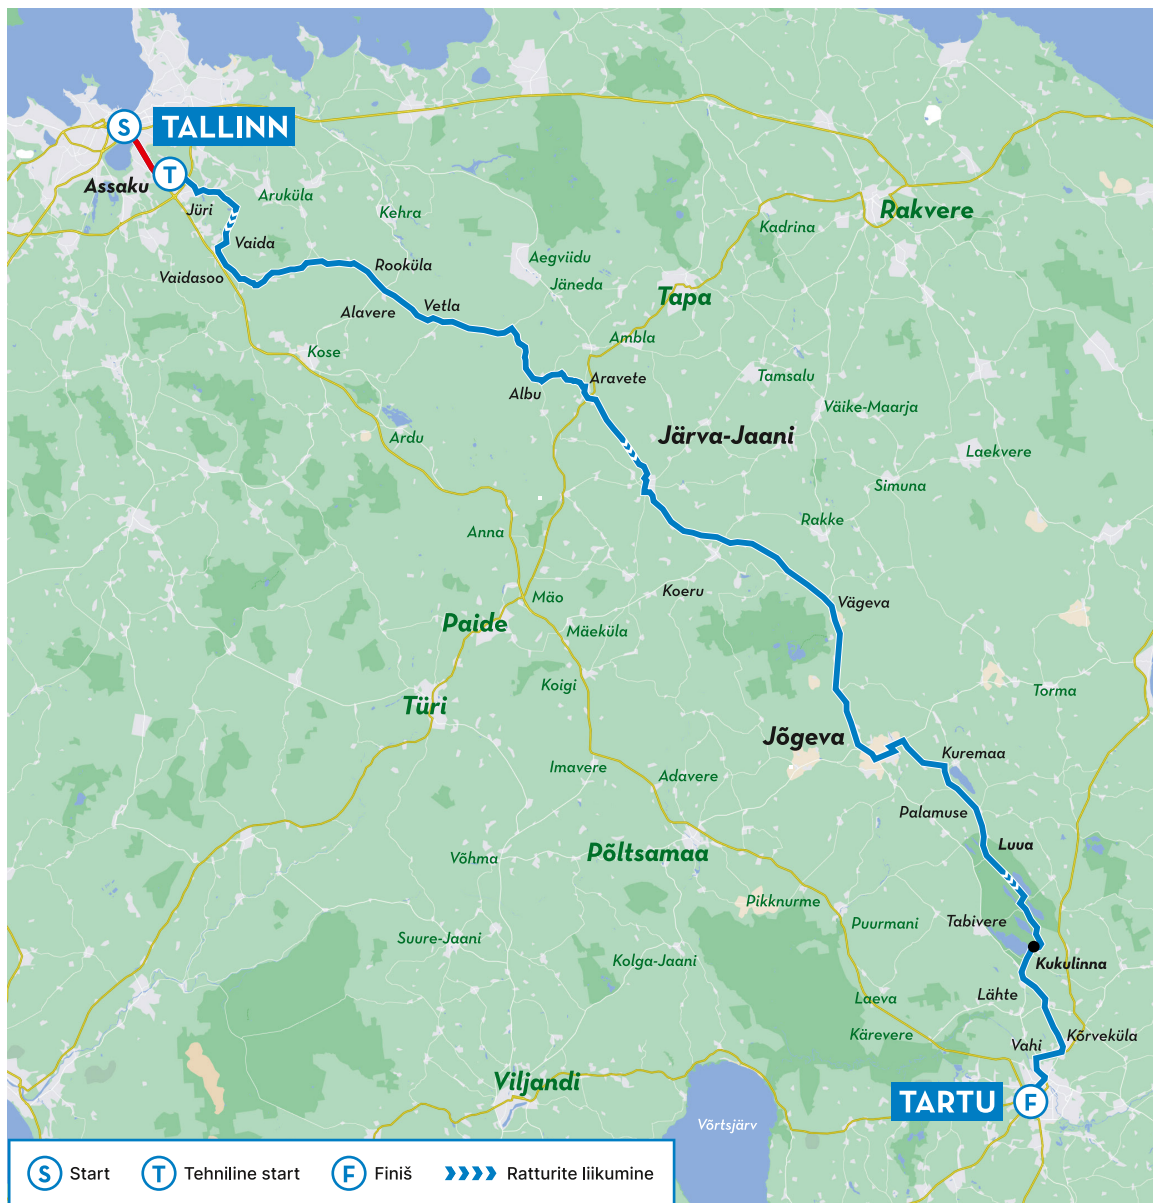 S TALLINN
T
Assaku
Jüri
Aruküla
Kehra
Rakvere
Kadrina
Vaida
Vaidasoo
Rooküla
Aegviidu
Jäneda
Tapa
Alavere
Vetla
Ambla
Kose
Aravete
Albu
Tamsalu
Väike-Maarja
Ardu
Järva-Jaani
Laekvere
Simuna
Anna
Rakke
Mäo
Koeru
Vägeva
Paide
Mäeküla
Koigi
Türi
Torma
Jõgeva
Kuremaa
Imavere
Adavere
Palamuse
Võhma
Põltsamaa
Luua
Pikknurme
Puurmani
Tabivere
Suure-Jaani
Kolga-Jaani
Kukulinna
Laeva
Lähte
Kärevere
Vahi
Kõrveküla
Viljandi
TARTU F
Võrtsjärv
S Start T Tehniline start F Finiš Ratturite liikumine